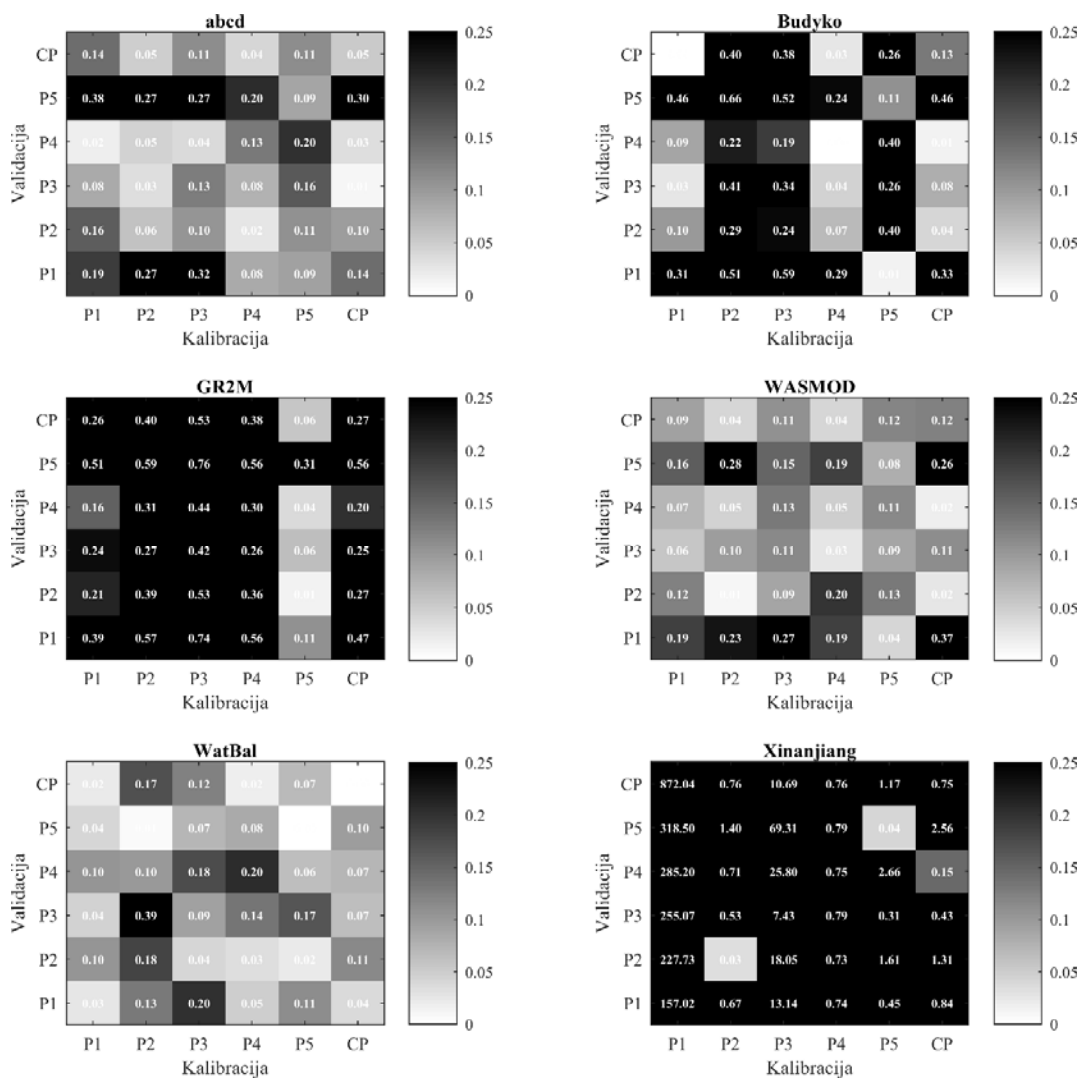 abcd
0.25
CP 0.14 0.05 0.11 0.04 0.11 0.05
P5 0.38 0.27 0.27 0.20 0.09 0.30 0.2
P4 0.02 0.05 0.04 0.13 0.20 0.03 0.15
Validacija
P3 0.08 0.03 0.13 0.08 0.16 0.01 0.1
P2 0.16 0.06 0.10 0.02 0.11 0.10 0.05
P1 0.19 0.27 0.32 0.08 0.09 0.14 0
P1 P2 P3 P4 P5 CP
Kalibracija
Budyko
0.25
CP 0.40 0.38 0.03 0.26 0.13
P5 0.46 0.66 0.52 0.24 0.11 0.46 0.2
P4 0.09 0.22 0.19 0.40 0.01 0.15
Validacija
P3 0.03 0.41 0.34 0.04 0.26 0.08 0.1
P2 0.10 0.29 0.24 0.07 0.40 0.04 0.05
P1 0.31 0.51 0.59 0.29 0.01 0.33 0
P1 P2 P3 P4 P5 CP
Kalibracija
GR2M
0.25
CP 0.26 0.40 0.53 0.38 0.06 0.27
P5 0.51 0.59 0.76 0.56 0.31 0.56 0.2
P4 0.16 0.31 0.44 0.30 0.04 0.20 0.15
Validacija
P3 0.24 0.27 0.42 0.26 0.06 0.25 0.1
P2 0.21 0.39 0.53 0.36 0.01 0.27 0.05
P1 0.39 0.57 0.74 0.56 0.11 0.47 0
P1 P2 P3 P4 P5 CP
Kalibracija
WASMOD
0.25
CP 0.09 0.04 0.11 0.04 0.12 0.12
P5 0.16 0.28 0.15 0.19 0.08 0.26 0.2
P4 0.07 0.05 0.13 0.05 0.11 0.02 0.15
Validacija
P3 0.06 0.10 0.11 0.03 0.09 0.11 0.1
P2 0.12 0.01 0.09 0.20 0.13 0.02 0.05
P1 0.19 0.23 0.27 0.19 0.04 0.37 0
P1 P2 P3 P4 P5 CP
Kalibracija
WatBal
0.25
CP 0.02 0.17 0.12 0.02 0.07
P5 0.04 0.07 0.08 0.10 0.2
P4 0.10 0.10 0.18 0.20 0.06 0.07 0.15
Validacija
P3 0.04 0.39 0.09 0.14 0.17 0.07 0.1
P2 0.10 0.18 0.04 0.03 0.02 0.11 0.05
P1 0.03 0.13 0.20 0.05 0.11 0.04 0
P1 P2 P3 P4 P5 CP
Kalibracija
Xinanjiang
0.25
CP 872.04 0.76 10.69 0.76 1.17 0.75
P5 318.50 1.40 69.31 0.79 0.04 2.56 0.2
P4 285.20 0.71 25.80 0.75 2.66 0.15 0.15
Validacija
P3 255.07 0.53 7.43 0.79 0.31 0.43 0.1
P2 227.73 0.03 18.05 0.73 1.61 1.31 0.05
P1 157.02 0.67 13.14 0.74 0.45 0.84 0
P1 P2 P3 P4 P5 CP
Kalibracija